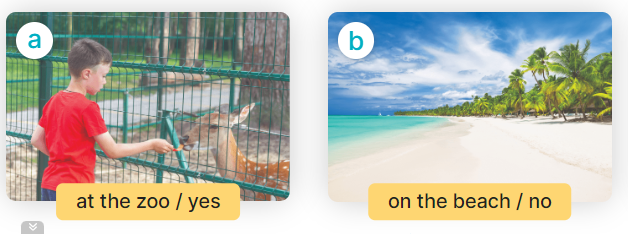 a
b
at the zoo / yes
on the beach / no